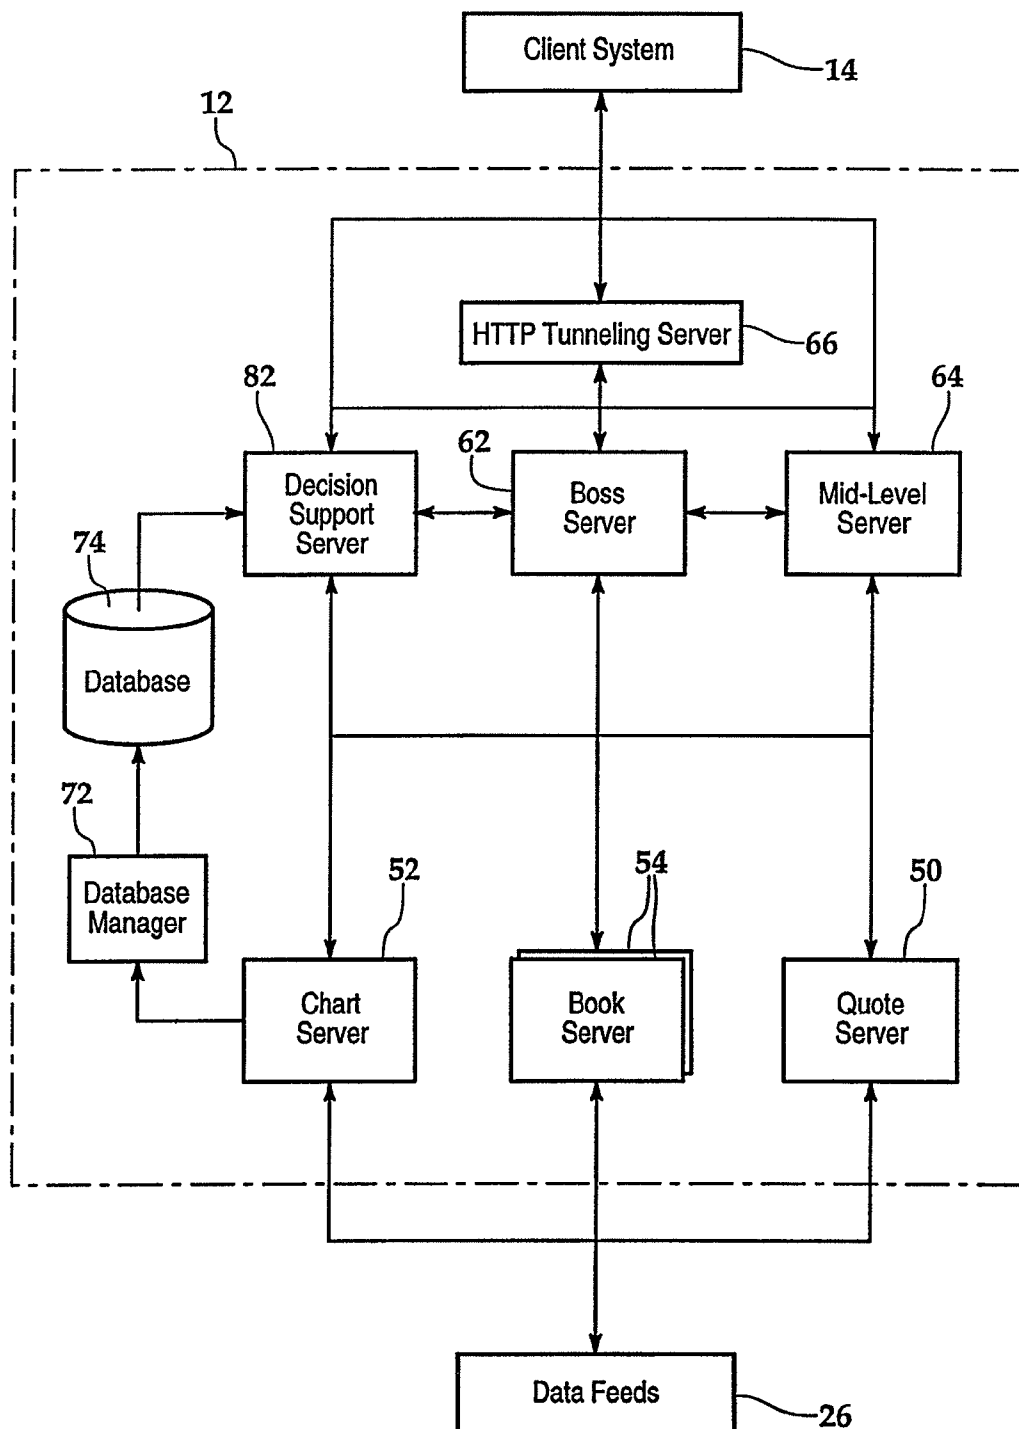 Client System
14
12
HTTP Tunneling Server
66
82
62
64
Decision
Support
Server
Boss
Server
Mid-Level
Server
74
Database
72
Database
Manager
52
54
50
Chart
Server
Book
Server
Quote
Server
Data Feeds
26